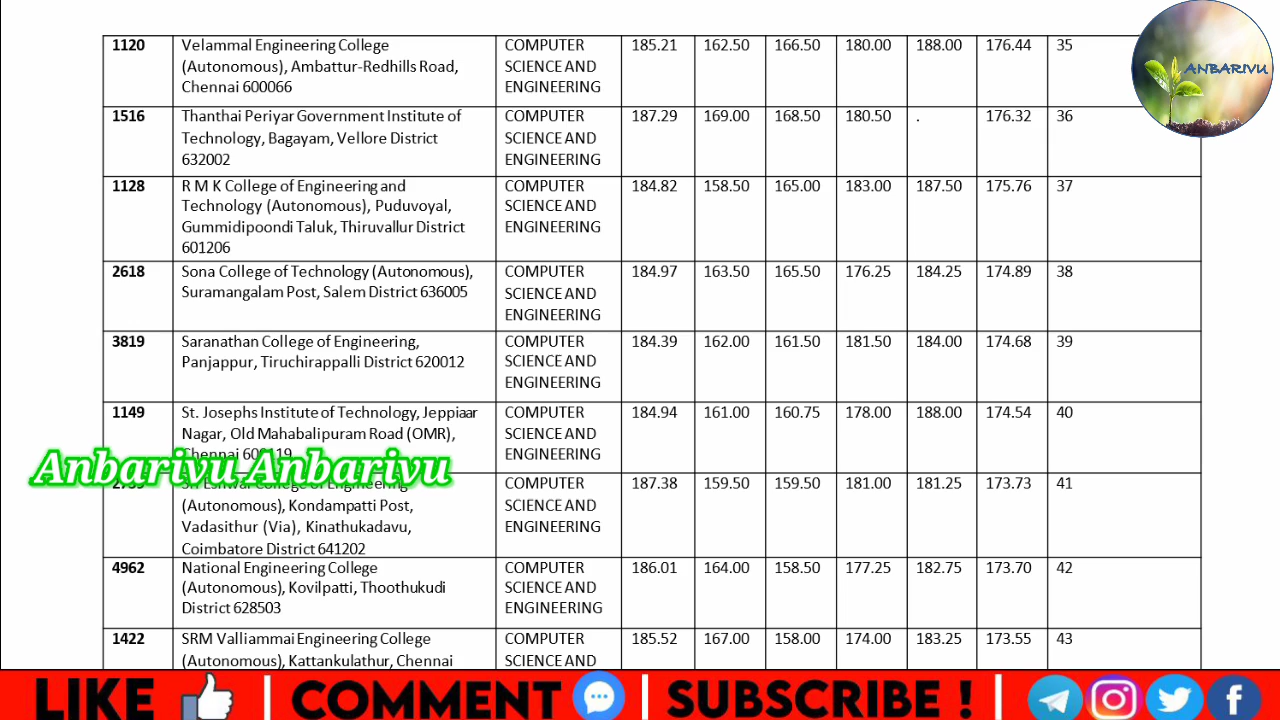 1120 Velammal Engineering College COMPUTER 185.21 162.50 166.50 180.00 188.00 176.44 35
(Autonomous), Ambattur-Redhills Road, SCIENCE AND
Chennai 600066 ENGINEERING
ANBARIVU
1516 Thanthai Periyar Government Institute of COMPUTER 187.29 169.00 168.50 180.50 . 176.32 36
Technology, Bagayam, Vellore District SCIENCE AND
632002 ENGINEERING
1128 R M K College of Engineering and COMPUTER 184.82 158.50 165.00 183.00 187.50 175.76 37
Technology (Autonomous), Puduvoyal, SCIENCE AND
Gummidipoondi Taluk, Thiruvallur District ENGINEERING
601206
2618 Sona College of Technology (Autonomous), COMPUTER 184.97 163.50 165.50 176.25 184.25 174.89 38
Suramangalam Post, Salem District 636005 SCIENCE AND
ENGINEERING
3819 Saranathan College of Engineering, COMPUTER 184.39 162.00 161.50 181.50 184.00 174.68 39
Panjappur, Tiruchirappalli District 620012 SCIENCE AND
ENGINEERING
1149 St. Josephs Institute of Technology, Jeppiaar COMPUTER 184.94 161.00 160.75 178.00 188.00 174.54 40
Nagar, Old Mahabalipuram Road (OMR), SCIENCE AND
Chennai ENGINEERING
Anbarivu Anbarivu
Sri Eshwar College of Engineering COMPUTER 187.38 159.50 159.50 181.00 181.25 173.73 41
(Autonomous), Kondampatti Post, SCIENCE AND
Vadasithur (Via), Kinathukadavu, ENGINEERING
Coimbatore District 641202
4962 National Engineering College COMPUTER 186.01 164.00 158.50 177.25 182.75 173.70 42
(Autonomous), Kovilpatti, Thoothukudi SCIENCE AND
District 628503 ENGINEERING
1422 SRM Valliammai Engineering College COMPUTER 185.52 167.00 158.00 174.00 183.25 173.55 43
(Autonomous), Kattankulathur, Chennai SCIENCE AND
LIKE | COMMENT | SUBSCRIBE ! |